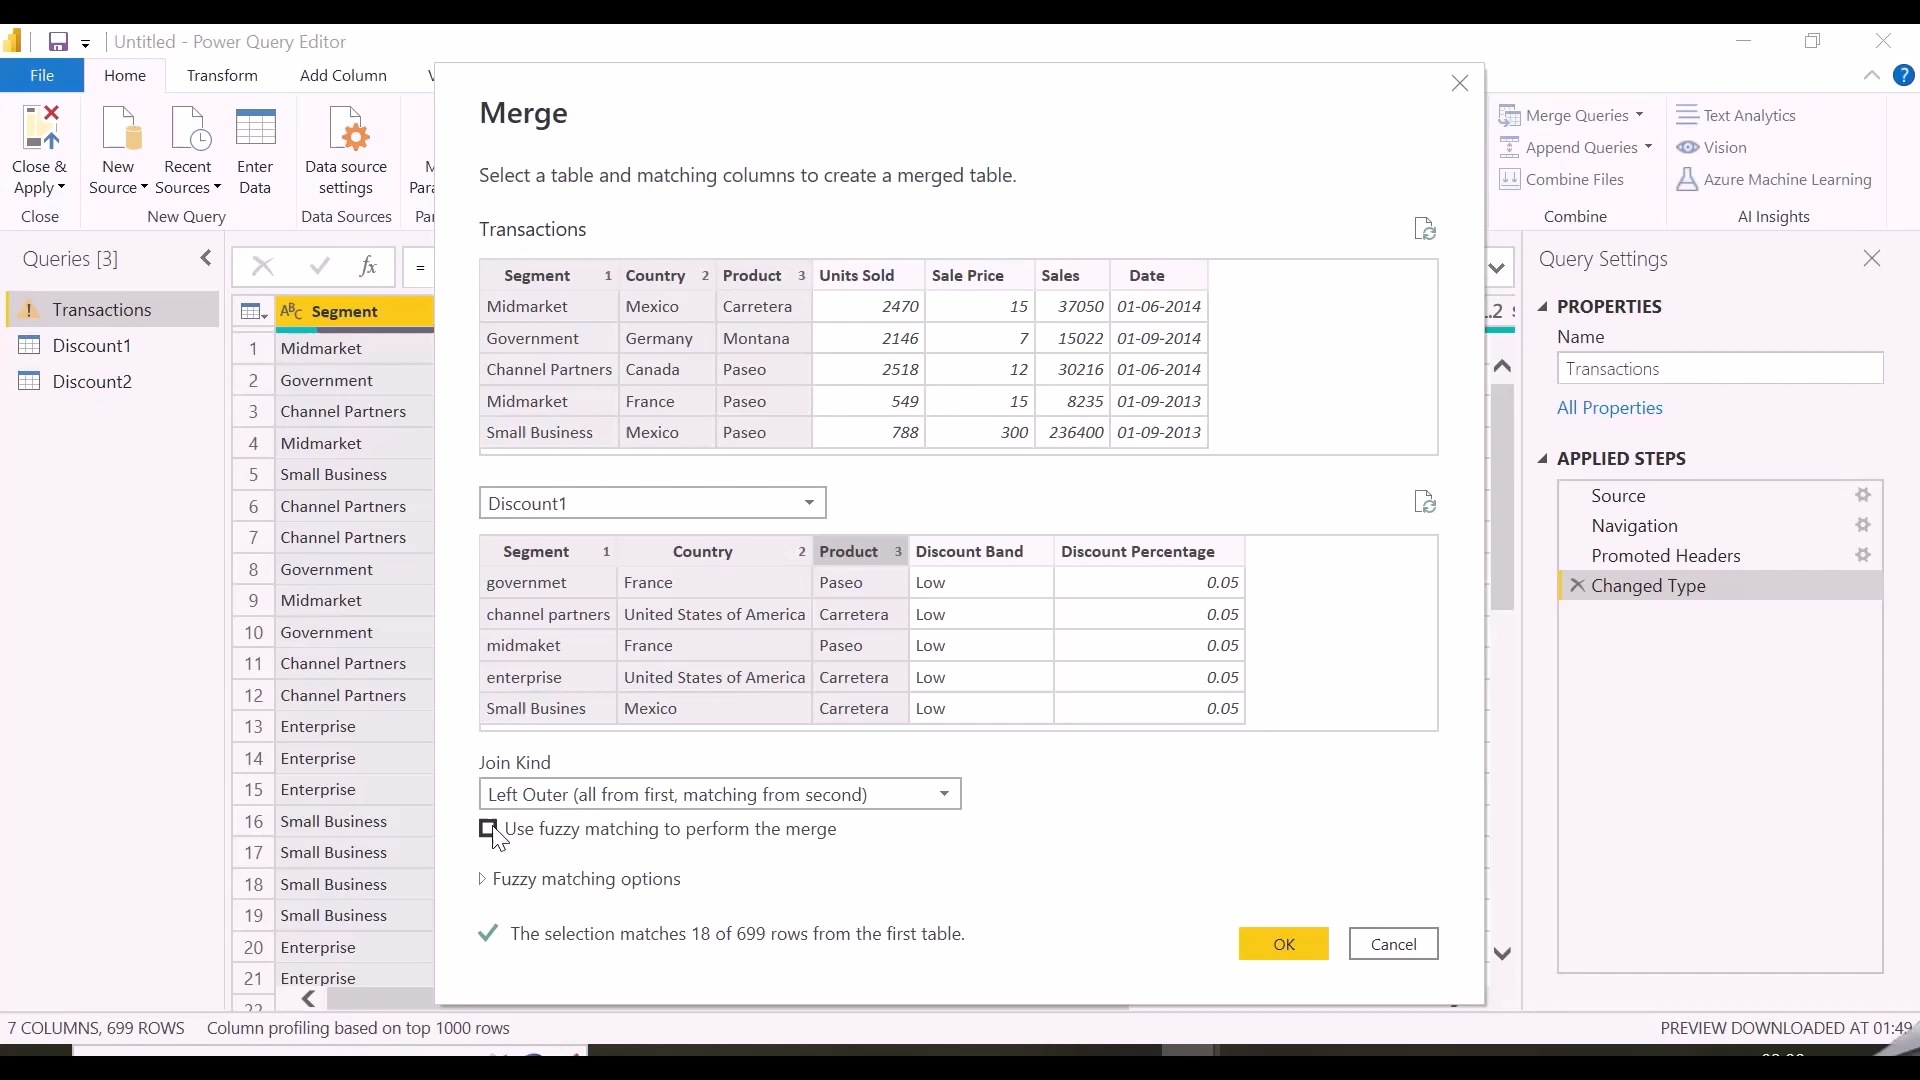 Untitled - Power Query Editor
File
Home
Transform
Add Column
Close &
Apply
Close
New
Source
Recent
Sources
Enter
Data
New Query
Data source
settings
Data Sources
Merge Queries
Append Queries
Combine Files
Combine
Text Analytics
Vision
Azure Machine Learning
AI Insights
Queries [3]
Transactions
Discount1
Discount2
fx
=
ABC Segment
1 Midmarket
2 Government
3 Channel Partners
4 Midmarket
5 Small Business
6 Channel Partners
7 Channel Partners
8 Government
9 Midmarket
10 Government
11 Channel Partners
12 Channel Partners
13 Enterprise
14 Enterprise
15 Enterprise
16 Small Business
17 Small Business
18 Small Business
19 Small Business
20 Enterprise
21 Enterprise
22
Merge
Select a table and matching columns to create a merged table.
Transactions
Segment 1 Country 2 Product 3 Units Sold Sale Price Sales Date
Midmarket Mexico Carretera 2470 15 37050 01-06-2014
Government Germany Montana 2146 7 15022 01-09-2014
Channel Partners Canada Paseo 2518 12 30216 01-06-2014
Midmarket France Paseo 549 15 8235 01-09-2013
Small Business Mexico Paseo 788 300 236400 01-09-2013
Discount1
Segment 1 Country 2 Product 3 Discount Band Discount Percentage
governmet France Paseo Low 0.05
channel partners United States of America Carretera Low 0.05
midmaket France Paseo Low 0.05
enterprise United States of America Carretera Low 0.05
Small Busines Mexico Carretera Low 0.05
Join Kind
Left Outer (all from first, matching from second)
Use fuzzy matching to perform the merge
Fuzzy matching options
The selection matches 18 of 699 rows from the first table.
OK
Cancel
Query Settings
PROPERTIES
Name
Transactions
All Properties
APPLIED STEPS
Source
Navigation
Promoted Headers
Changed Type
7 COLUMNS, 699 ROWS
Column profiling based on top 1000 rows
PREVIEW DOWNLOADED AT 01:49